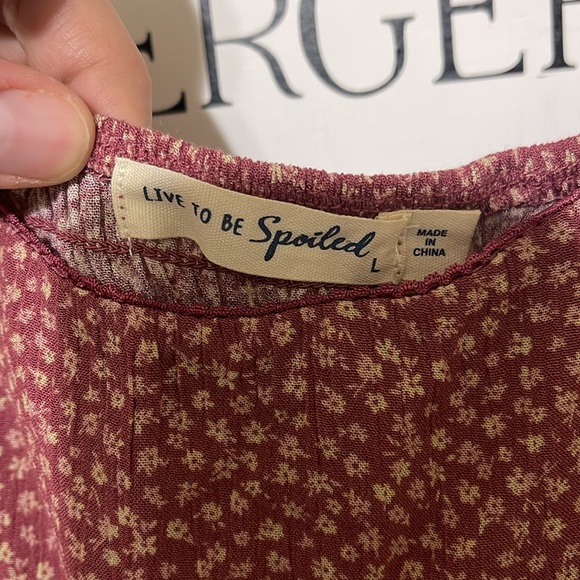 ERGE
LIVE TO BE Spoiled
L
MADE
IN
CHINA